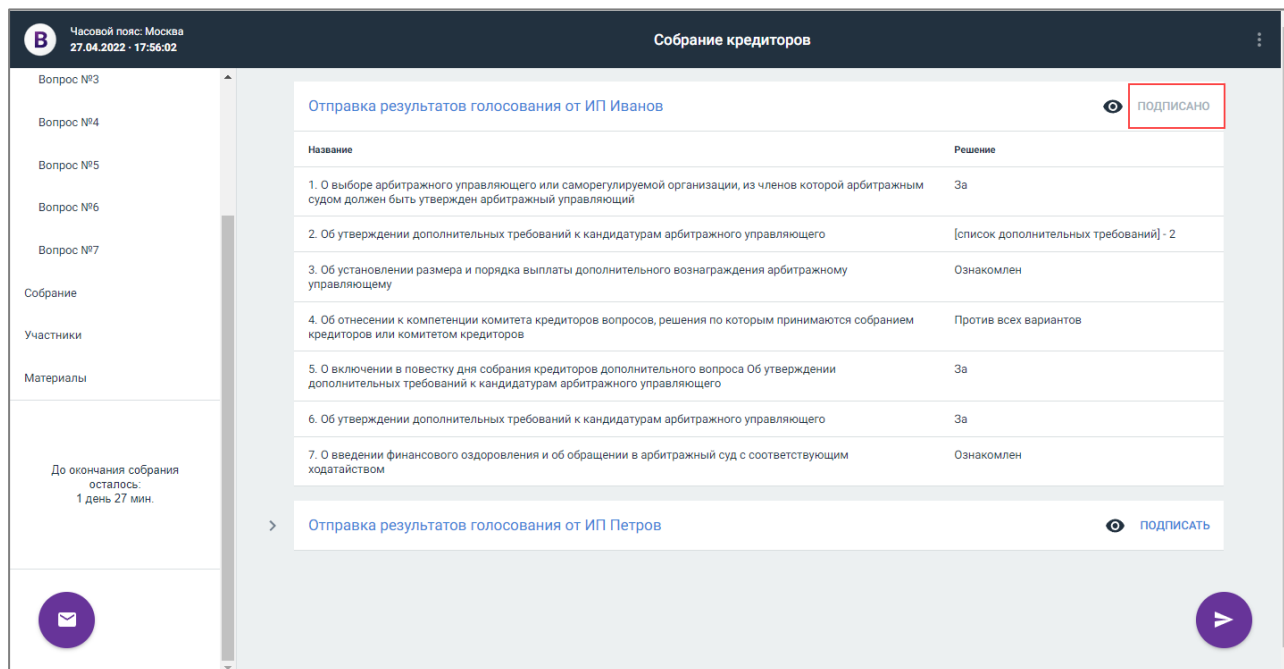 B
Часовой пояс: Москва
27.04.2022 · 17:56:02
Собрание кредиторов
Вопрос №3
Вопрос №4
Вопрос №5
Вопрос №6
Вопрос №7
Собрание
Участники
Материалы
До окончания собрания
осталось:
1 день 27 мин.
Отправка результатов голосования от ИП Иванов
ПОДПИСАНО
Название
Решение
1. О выборе арбитражного управляющего или саморегулируемой организации, из членов которой арбитражным
судом должен быть утвержден арбитражный управляющий
За
2. Об утверждении дополнительных требований к кандидатурам арбитражного управляющего
[список дополнительных требований] - 2
3. Об установлении размера и порядка выплаты дополнительного вознаграждения арбитражному
управляющему
Ознакомлен
4. Об отнесении к компетенции комитета кредиторов вопросов, решения по которым принимаются собранием
кредиторов или комитетом кредиторов
Против всех вариантов
5. О включении в повестку дня собрания кредиторов дополнительного вопроса Об утверждении
дополнительных требований к кандидатурам арбитражного управляющего
За
6. Об утверждении дополнительных требований к кандидатурам арбитражного управляющего
За
7. О введении финансового оздоровления и об обращении в арбитражный суд с соответствующим
ходатайством
Ознакомлен
Отправка результатов голосования от ИП Петров
ПОДПИСАТЬ